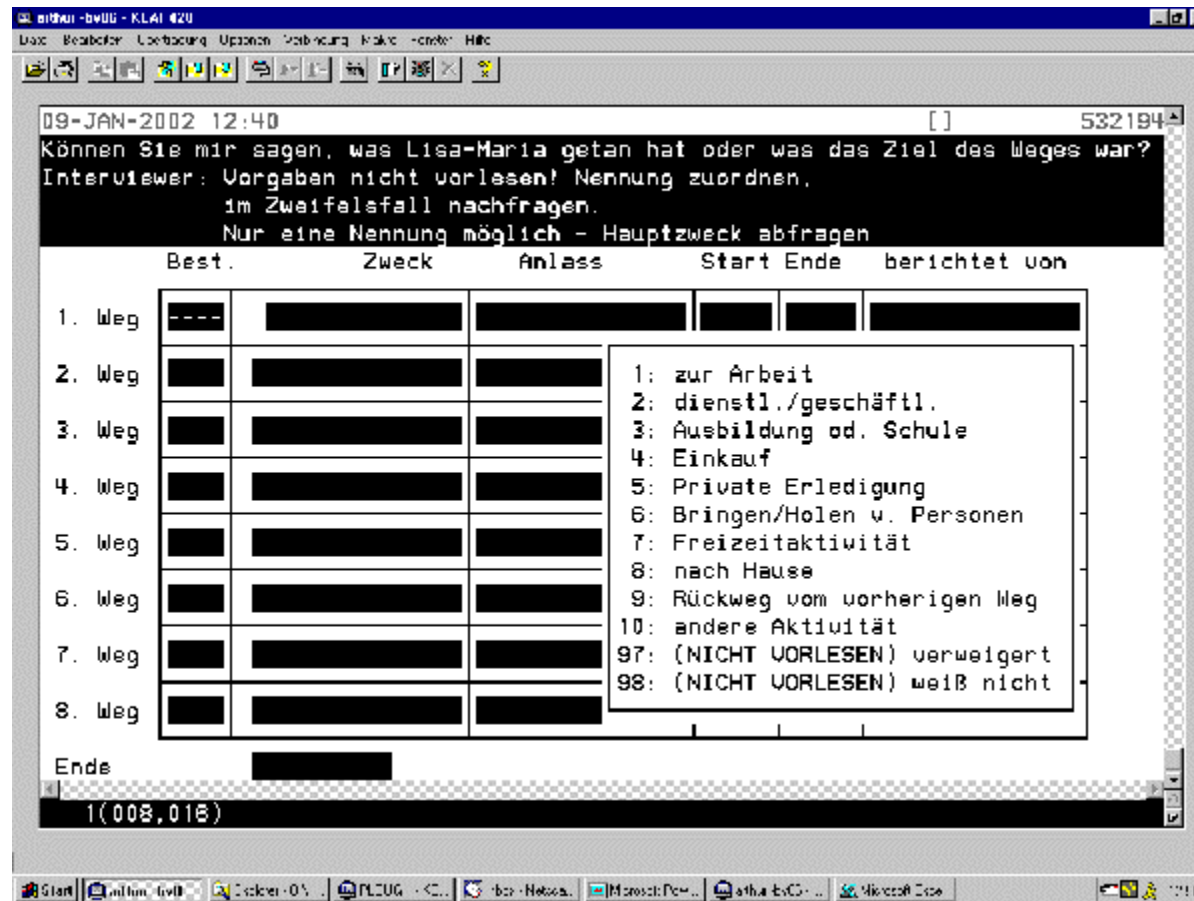 09-JAN-2002 12:40 [] 532194
Können Sie mir sagen, was Lisa-Maria getan hat oder was das Ziel des Weges war?
Interviewer: Vorgaben nicht vorlesen! Nennung zuordnen,
im Zweifelsfall nachfragen.
Nur eine Nennung möglich - Hauptzweck abfragen
Best. Zweck Anlass Start Ende berichtet von
1. Weg ----
2. Weg
3. Weg
4. Weg
5. Weg
6. Weg
7. Weg
8. Weg
Ende
1: zur Arbeit
2: dienstl./geschäftl.
3: Ausbildung od. Schule
4: Einkauf
5: Private Erledigung
6: Bringen/Holen v. Personen
7: Freizeitaktivität
8: nach Hause
9: Rückweg vom vorherigen Weg
10: andere Aktivität
97: (NICHT VORLESEN) verweigert
98: (NICHT VORLESEN) weiß nicht
1(008,016)
Start